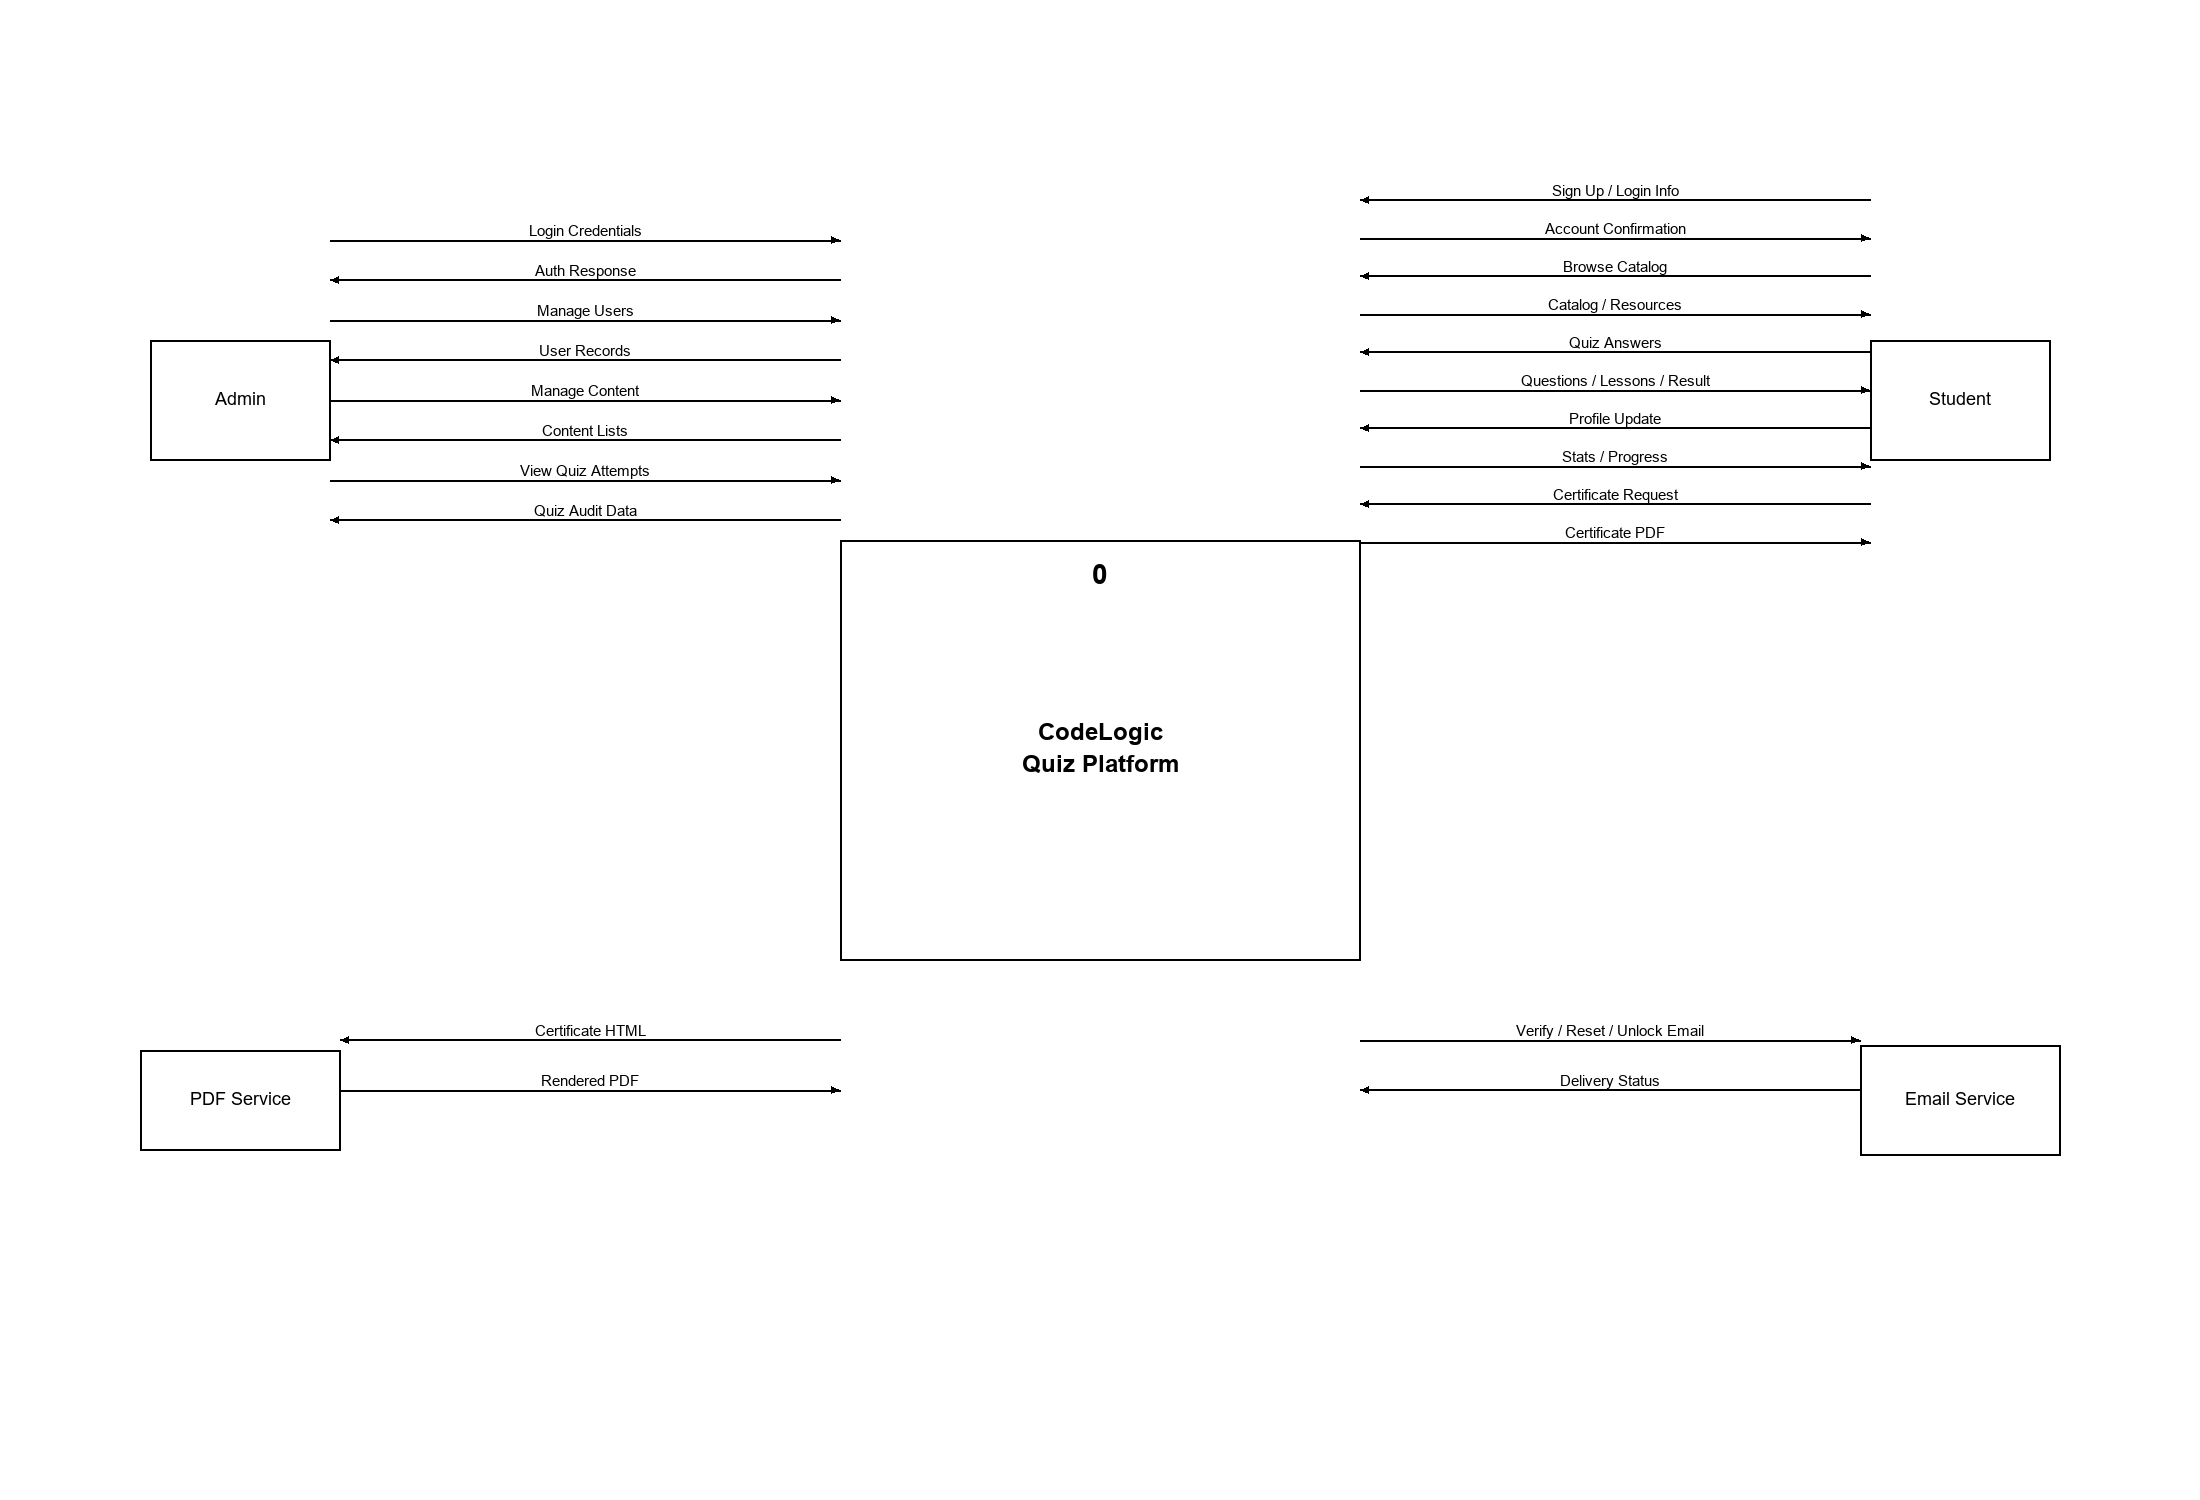 Login Credentials
Auth Response
Manage Users
User Records
Manage Content
Content Lists
View Quiz Attempts
Quiz Audit Data
Admin
Sign Up / Login Info
Account Confirmation
Browse Catalog
Catalog / Resources
Quiz Answers
Questions / Lessons / Result
Profile Update
Stats / Progress
Certificate Request
Certificate PDF
Student
0
CodeLogic
Quiz Platform
Certificate HTML
Rendered PDF
PDF Service
Verify / Reset / Unlock Email
Delivery Status
Email Service